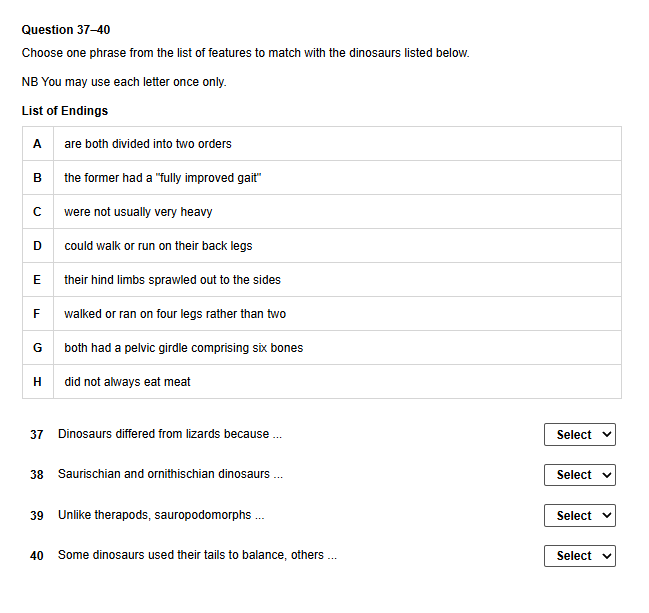 Question 37–40
Choose one phrase from the list of features to match with the dinosaurs listed below.
NB You may use each letter once only.
List of Endings
A are both divided into two orders
B the former had a "fully improved gait"
C were not usually very heavy
D could walk or run on their back legs
E their hind limbs sprawled out to the sides
F walked or ran on four legs rather than two
G both had a pelvic girdle comprising six bones
H did not always eat meat
37 Dinosaurs differed from lizards because ... Select
38 Saurischian and ornithischian dinosaurs ... Select
39 Unlike therapods, sauropodomorphs ... Select
40 Some dinosaurs used their tails to balance, others ... Select